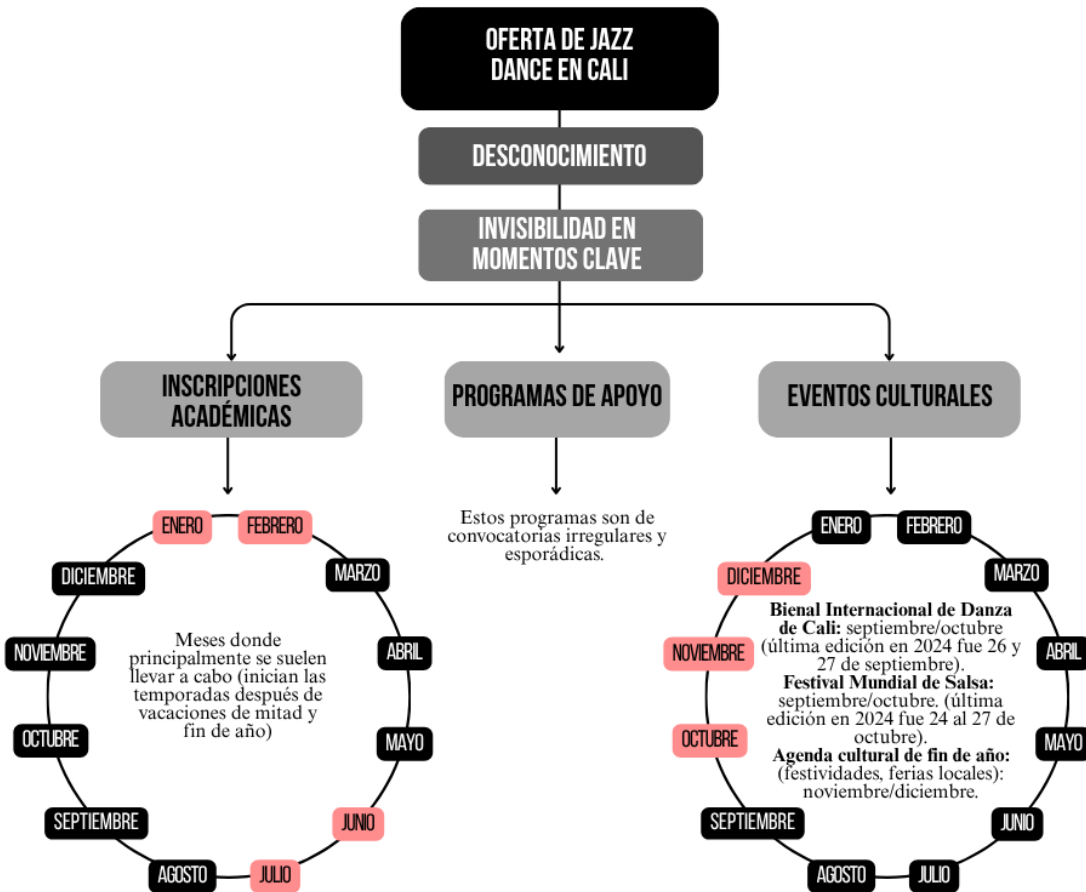 OFERTA DE JAZZ
DANCE EN CALI
DESCONOCIMIENTO
INVISIBILIDAD EN
MOMENTOS CLAVE
INSCRIPCIONES
ACADÉMICAS
PROGRAMAS DE APOYO
EVENTOS CULTURALES
ENERO
FEBRERO
MARZO
ABRIL
MAYO
JUNIO
JULIO
AGOSTO
SEPTIEMBRE
OCTUBRE
NOVIEMBRE
DICIEMBRE
Meses donde
principalmente se suelen
llevar a cabo (inician las
temporadas después de
vacaciones de mitad y
fin de año)
Estos programas son de
convocatorias irregulares y
esporádicas.
ENERO
FEBRERO
MARZO
ABRIL
MAYO
JUNIO
JULIO
AGOSTO
SEPTIEMBRE
OCTUBRE
NOVIEMBRE
DICIEMBRE
Bienal Internacional de Danza
de Cali: septiembre/octubre
(última edición en 2024 fue 26 y
27 de septiembre).
Festival Mundial de Salsa:
septiembre/octubre. (última
edición en 2024 fue 24 al 27 de
octubre).
Agenda cultural de fin de año:
(festividades, ferias locales):
noviembre/diciembre.